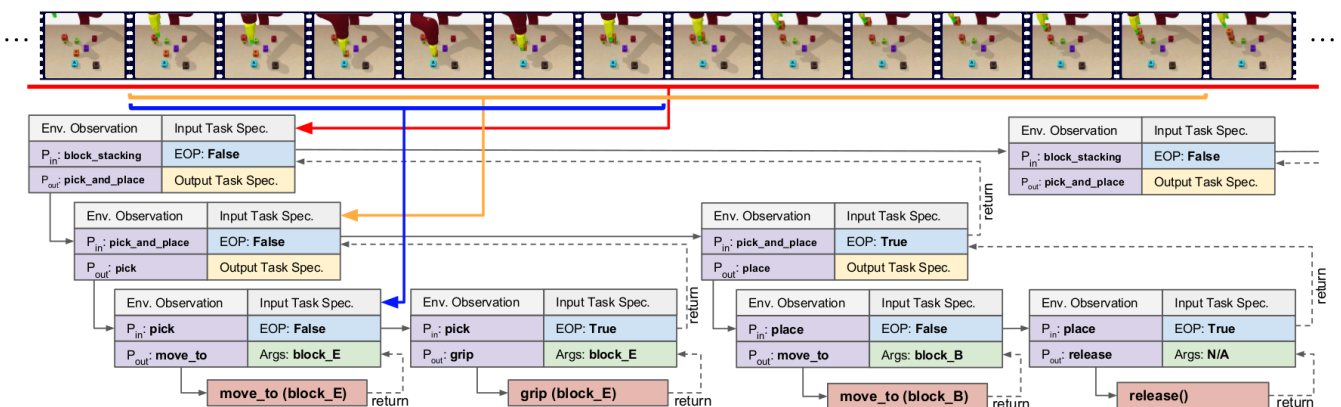 ... ...
Env. Observation Input Task Spec.
P_in: block_stacking EOP: False
P_out: pick_and_place Output Task Spec.
Env. Observation Input Task Spec.
P_in: block_stacking EOP: False
P_out: pick_and_place Output Task Spec.
return
Env. Observation Input Task Spec.
P_in: pick_and_place EOP: False
P_out: pick Output Task Spec.
Env. Observation Input Task Spec.
P_in: pick_and_place EOP: True
P_out: place Output Task Spec.
return
return
Env. Observation Input Task Spec.
P_in: pick EOP: False
P_out: move_to Args: block_E
move_to (block_E)
return
Env. Observation Input Task Spec.
P_in: pick EOP: True
P_out: grip Args: block_E
grip (block_E)
return
Env. Observation Input Task Spec.
P_in: place EOP: False
P_out: move_to Args: block_B
move_to (block_B)
return
Env. Observation Input Task Spec.
P_in: place EOP: True
P_out: release Args: N/A
release()
return